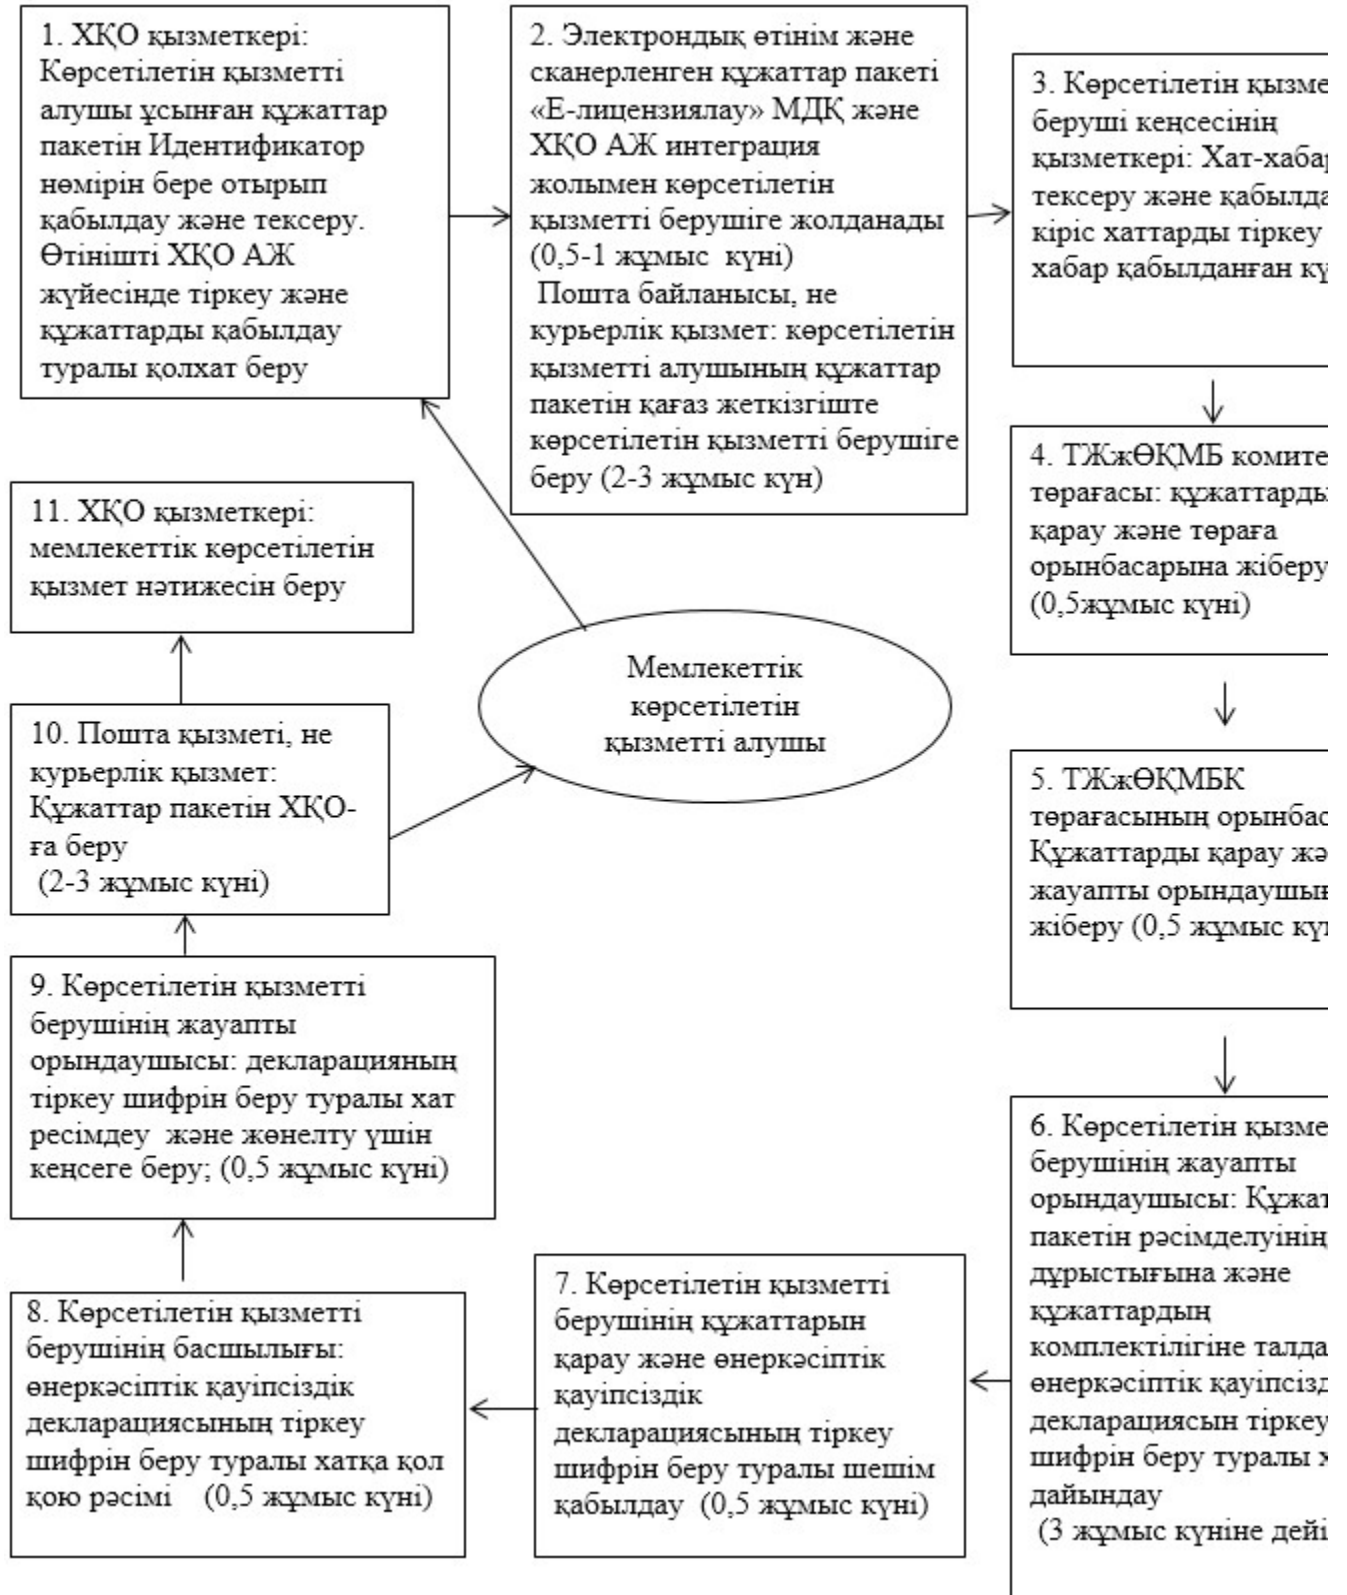 1. ХҚО қызметкері:
Көрсетілетін қызметті
алушы ұсынған құжаттар
пакетін Идентификатор
нөмірін бере отырып
қабылдау және тексеру.
Өтінішті ХҚО АЖ
жүйесінде тіркеу және
құжаттарды қабылдау
туралы қолхат беру
2. Электрондық өтінім және
сканерленген құжаттар пакеті
«Е-лицензиялау» МДҚ және
ХҚО АЖ интеграция
жолымен көрсетілетін
қызметті берушіге жолданады
(0,5-1 жұмыс күні)
Пошта байланысы, не
курьерлік қызмет: көрсетілетін
қызметті алушының құжаттар
пакетін қағаз жеткізгіште
көрсетілетін қызметті берушіге
беру (2-3 жұмыс күн)
3. Көрсетілетін
беруші кеңсесінің
қызметкері:
тексеру және
кіріс хаттарды тіркеу
хабар қабылданған
4. ТЖжӨҚМБ
төрағасы: құжаттарды
қарау және төраға
орынбасарына жіберу
(0,5жұмыс күні)
5. ТЖжӨҚМБК
төрағасының
Құжаттарды қарау
жауапты
жіберу (0,5 жұмыс
6. Көрсетілетін
берушінің жауапты
орындаушысы:
пакетін рәсімделуінің
дұрыстығына және
құжаттардың
комплектілігіне
өнеркәсіптік
декларациясын тіркеу
шифрін беру туралы
дайындау
(3 жұмыс күніне
7. Көрсетілетін қызметті
берушінің құжаттарын
қарау және өнеркәсіптік
қауіпсіздік
декларациясының тіркеу
шифрін беру туралы шешім
қабылдау (0,5 жұмыс күні)
8. Көрсетілетін қызметті
берушінің басшылығы:
өнеркәсіптік қауіпсіздік
декларациясының тіркеу
шифрін беру туралы хатқа қол
қою рәсімі (0,5 жұмыс күні)
9. Көрсетілетін қызметті
берушінің жауапты
орындаушысы: декларацияның
тіркеу шифрін беру туралы хат
ресімдеу және жөнелту үшін
кеңсеге беру; (0,5 жұмыс күні)
10. Пошта қызметі, не
курьерлік қызмет:
Құжаттар пакетін ХҚО-
ға беру
(2-3 жұмыс күні)
11. ХҚО қызметкері:
мемлекеттік көрсетілетін
қызмет нәтижесін беру
Мемлекеттік
көрсетілетін
қызметті алушы